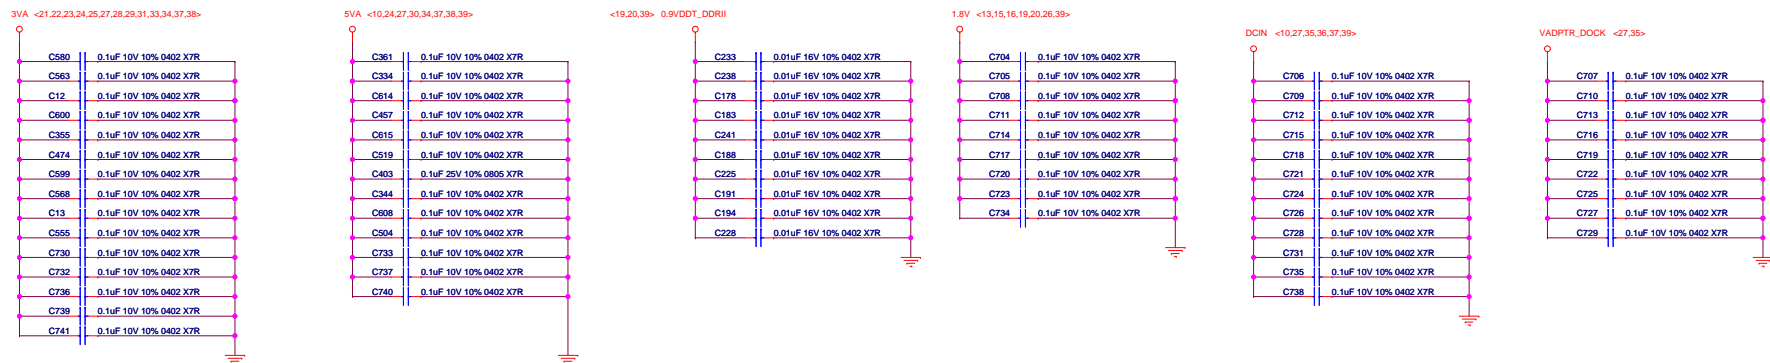 3VA <21,22,23,24,25,27,28,29,31,33,34,37,38>
C580 0.1uF 10V 10% 0402 X7R
C563 0.1uF 10V 10% 0402 X7R
C12 0.1uF 10V 10% 0402 X7R
C600 0.1uF 10V 10% 0402 X7R
C355 0.1uF 10V 10% 0402 X7R
C474 0.1uF 10V 10% 0402 X7R
C599 0.1uF 10V 10% 0402 X7R
C568 0.1uF 10V 10% 0402 X7R
C13 0.1uF 10V 10% 0402 X7R
C555 0.1uF 10V 10% 0402 X7R
C730 0.1uF 10V 10% 0402 X7R
C732 0.1uF 10V 10% 0402 X7R
C736 0.1uF 10V 10% 0402 X7R
C739 0.1uF 10V 10% 0402 X7R
C741 0.1uF 10V 10% 0402 X7R
5VA <10,24,27,30,34,37,38,39>
C361 0.1uF 10V 10% 0402 X7R
C334 0.1uF 10V 10% 0402 X7R
C614 0.1uF 10V 10% 0402 X7R
C457 0.1uF 10V 10% 0402 X7R
C615 0.1uF 10V 10% 0402 X7R
C519 0.1uF 10V 10% 0402 X7R
C403 0.1uF 25V 10% 0805 X7R
C344 0.1uF 10V 10% 0402 X7R
C608 0.1uF 10V 10% 0402 X7R
C504 0.1uF 10V 10% 0402 X7R
C733 0.1uF 10V 10% 0402 X7R
C737 0.1uF 10V 10% 0402 X7R
C740 0.1uF 10V 10% 0402 X7R
<19,20,39> 0.9VDDT_DDRII
C233 0.01uF 16V 10% 0402 X7R
C238 0.01uF 16V 10% 0402 X7R
C178 0.01uF 16V 10% 0402 X7R
C183 0.01uF 16V 10% 0402 X7R
C241 0.01uF 16V 10% 0402 X7R
C188 0.01uF 16V 10% 0402 X7R
C225 0.01uF 16V 10% 0402 X7R
C191 0.01uF 16V 10% 0402 X7R
C194 0.01uF 16V 10% 0402 X7R
C228 0.01uF 16V 10% 0402 X7R
1.8V <13,15,16,19,20,26,39>
C704 0.1uF 10V 10% 0402 X7R
C705 0.1uF 10V 10% 0402 X7R
C708 0.1uF 10V 10% 0402 X7R
C711 0.1uF 10V 10% 0402 X7R
C714 0.1uF 10V 10% 0402 X7R
C717 0.1uF 10V 10% 0402 X7R
C720 0.1uF 10V 10% 0402 X7R
C723 0.1uF 10V 10% 0402 X7R
C734 0.1uF 10V 10% 0402 X7R
DCIN <10,27,35,36,37,39>
C706 0.1uF 10V 10% 0402 X7R
C709 0.1uF 10V 10% 0402 X7R
C712 0.1uF 10V 10% 0402 X7R
C715 0.1uF 10V 10% 0402 X7R
C718 0.1uF 10V 10% 0402 X7R
C721 0.1uF 10V 10% 0402 X7R
C724 0.1uF 10V 10% 0402 X7R
C726 0.1uF 10V 10% 0402 X7R
C728 0.1uF 10V 10% 0402 X7R
C731 0.1uF 10V 10% 0402 X7R
C735 0.1uF 10V 10% 0402 X7R
C738 0.1uF 10V 10% 0402 X7R
VADPTR_DOCK <27,35>
C707 0.1uF 10V 10% 0402 X7R
C710 0.1uF 10V 10% 0402 X7R
C713 0.1uF 10V 10% 0402 X7R
C716 0.1uF 10V 10% 0402 X7R
C719 0.1uF 10V 10% 0402 X7R
C722 0.1uF 10V 10% 0402 X7R
C725 0.1uF 10V 10% 0402 X7R
C727 0.1uF 10V 10% 0402 X7R
C729 0.1uF 10V 10% 0402 X7R